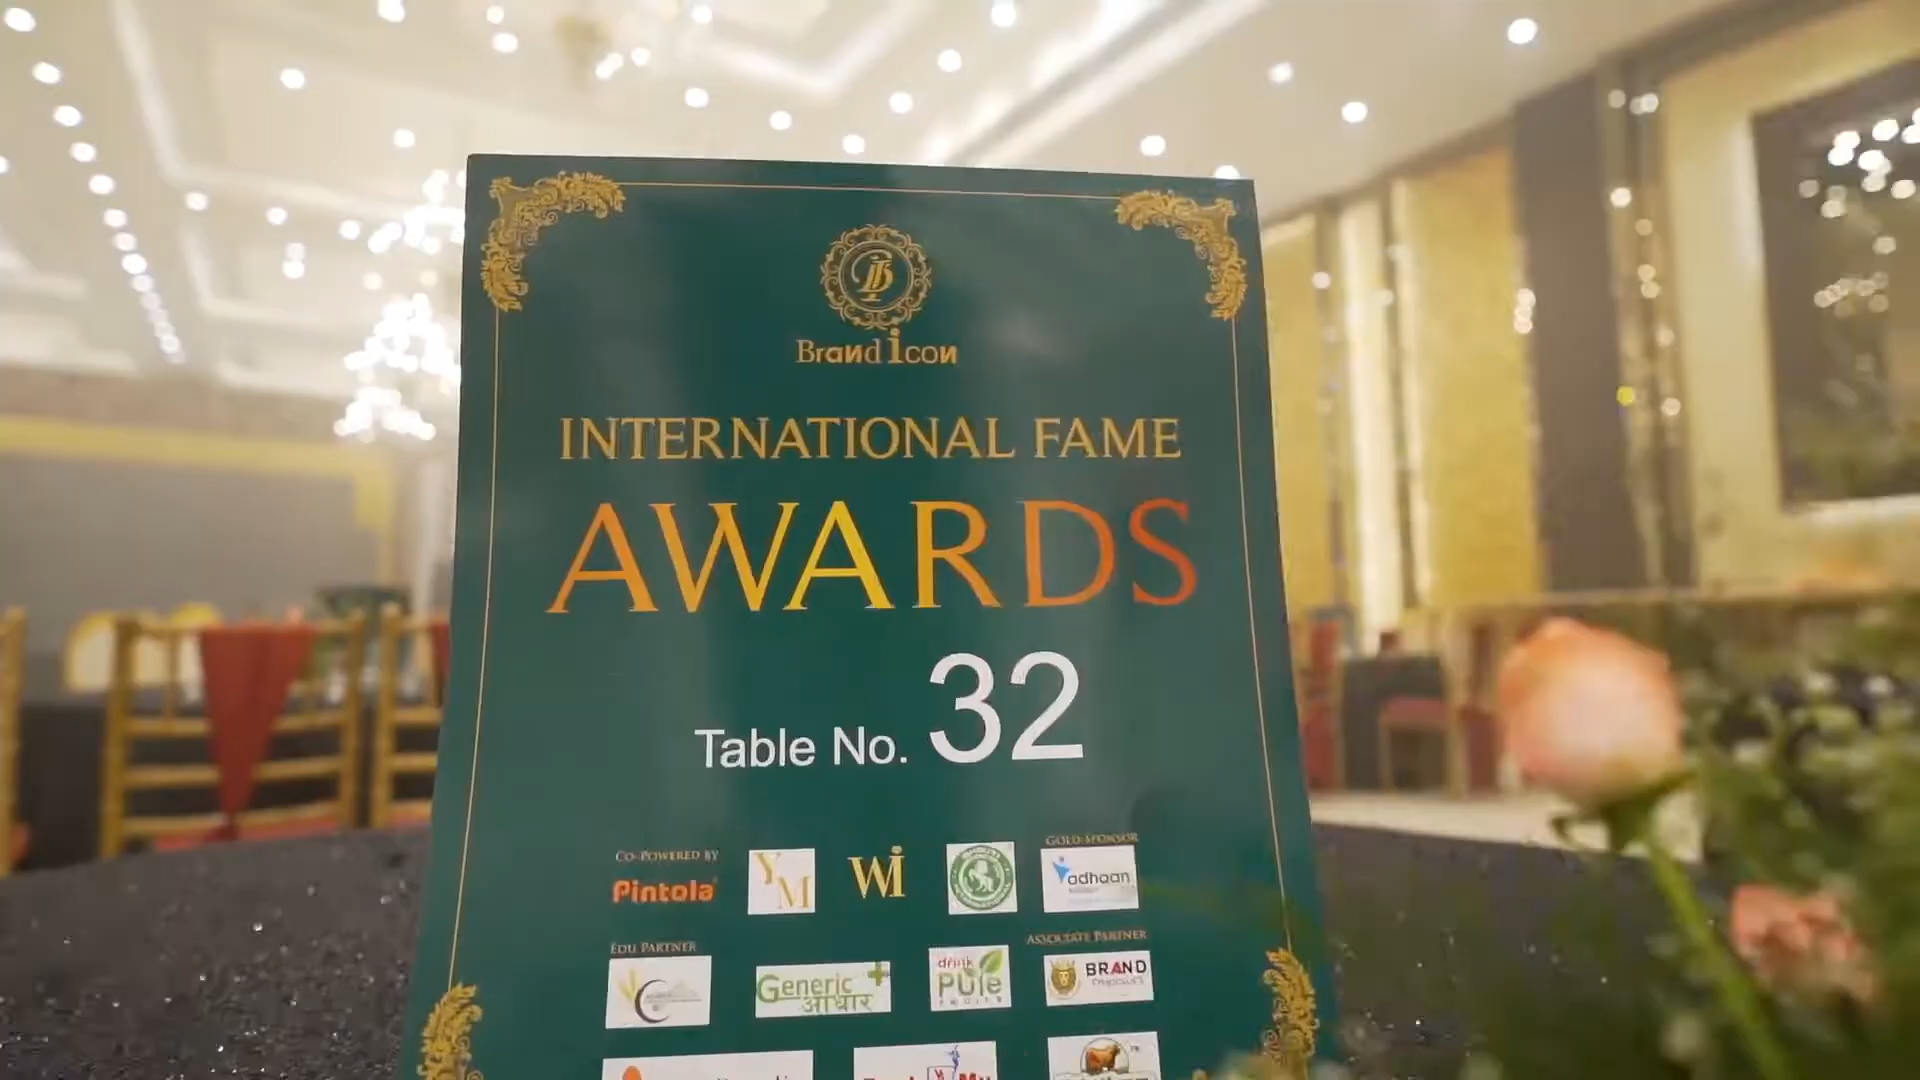 Brand icon
INTERNATIONAL FAME
AWARDS
Table No. 32
CO-POWERED BY
Pintola
YM
WI
GOLD SPONSOR
adhaan
EDU PARTNER
Generic
आधार
drink
PUre
ASSOCIATE PARTNER
BRAND